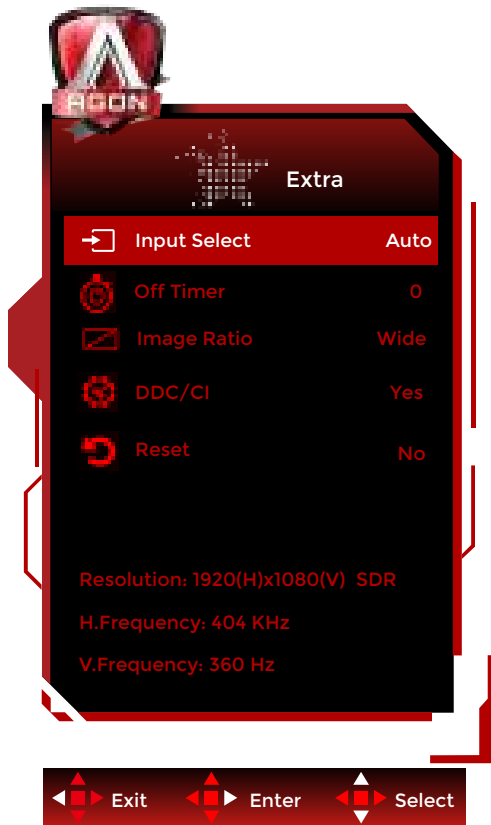 AGON
Extra
Input Select Auto
Off Timer 0
Image Ratio Wide
DDC/CI Yes
Reset No
Resolution: 1920(H)x1080(V) SDR
H.Frequency: 404 KHz
V.Frequency: 360 Hz
Exit Enter Select